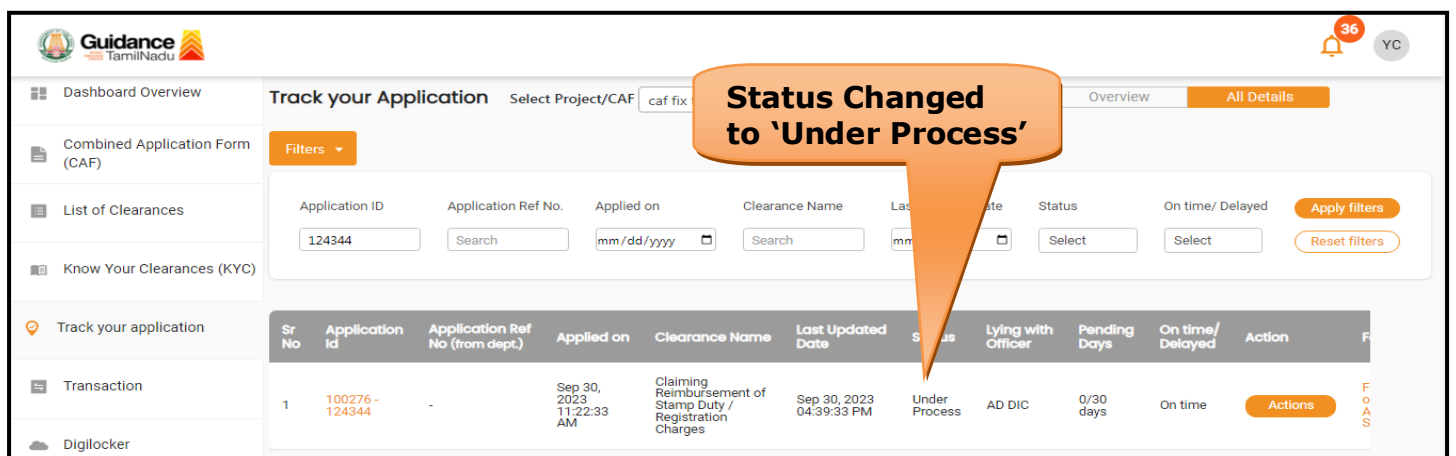 Guidance
TamilNadu
36
YC
Dashboard Overview
Track your Application Select Project/CAF caf fix
Overview All Details
Status Changed
to ‘Under Process’
Combined Application Form
(CAF)
Filters
List of Clearances
Application ID Application Ref No. Applied on Clearance Name Status On time/ Delayed Apply filters
124344 Search mm/dd/yyyy Search Select Select Reset filters
Know Your Clearances (KYC)
Track your application
Sr
No
Application
Id
Application Ref
No (from dept.)
Applied on
Clearance Name
Last Updated
Date
Lying with
Officer
Pending
Days
On time/
Delayed
Action
Transaction
1
100276 -
124344
-
Sep 30,
2023
11:22:33
AM
Claiming
Reimbursement of
Stamp Duty /
Registration
Charges
Sep 30, 2023
04:39:33 PM
Under
Process
AD DIC
0/30
days
On time
Actions
Digilocker